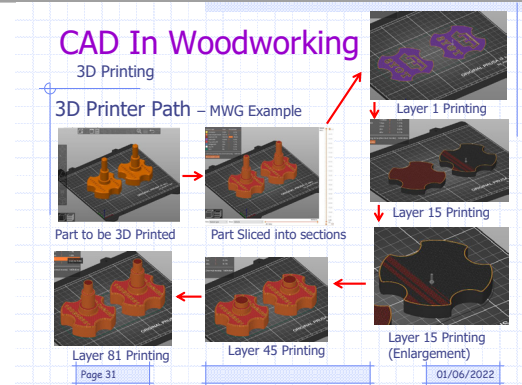 CAD In Woodworking
3D Printing
3D Printer Path – MWG Example
Layer 1 Printing
Layer 15 Printing
Part to be 3D Printed
Part Sliced into sections
Layer 15 Printing
(Enlargement)
Layer 45 Printing
Layer 81 Printing
Page 31
01/06/2022